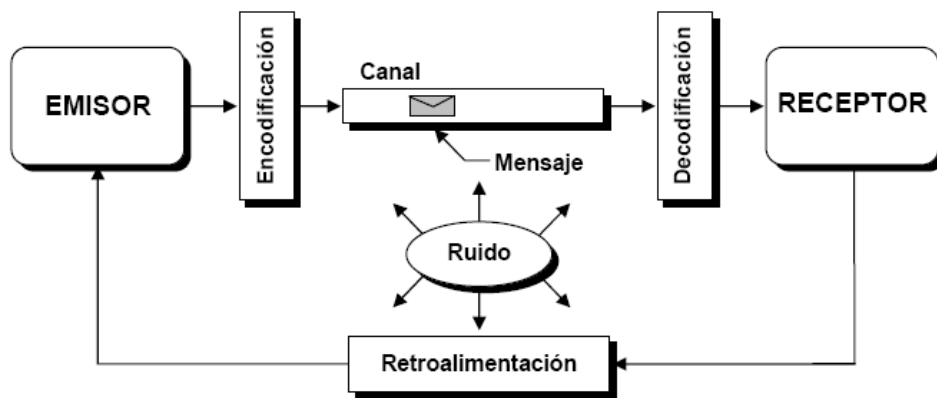 EMISOR
Encodificación
Canal
Mensaje
Decodificación
RECEPTOR
Ruido
Retroalimentación